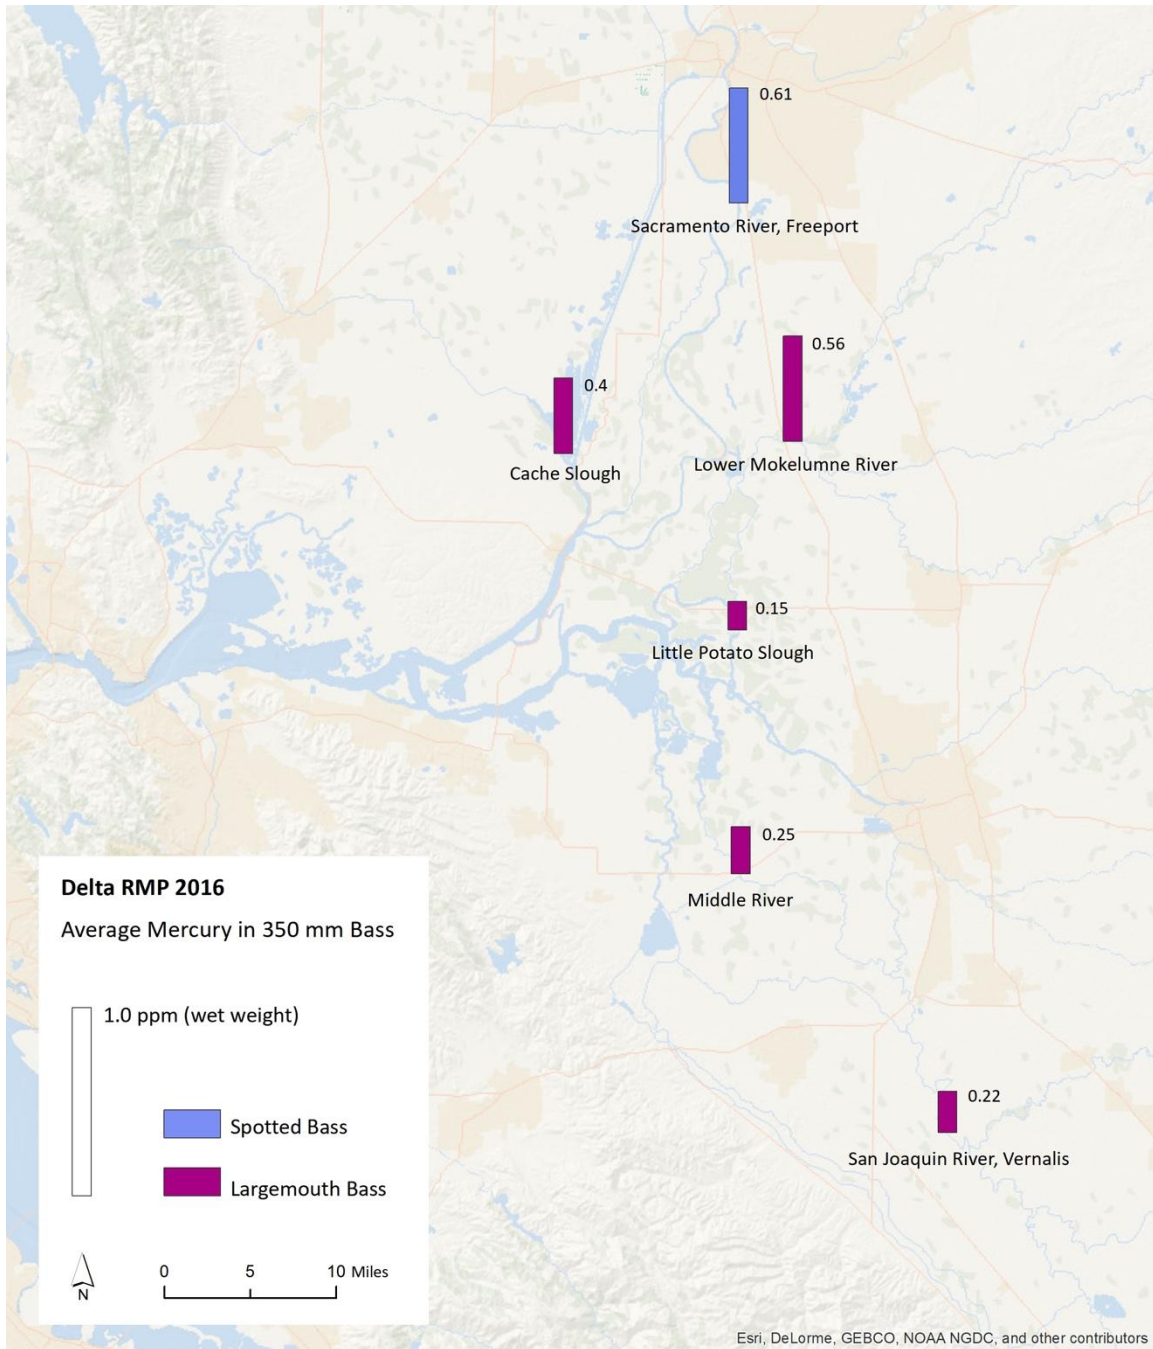 0.61
Sacramento River, Freeport
0.56
0.4
Lower Mokelumne River
Cache Slough
0.15
Little Potato Slough
0.25
Middle River
Delta RMP 2016
Average Mercury in 350 mm Bass
1.0 ppm (wet weight)
Spotted Bass
Largemouth Bass
N
0 5 10 Miles
0.22
San Joaquin River, Vernalis
Esri, DeLorme, GEBCO, NOAA NGDC, and other contributors